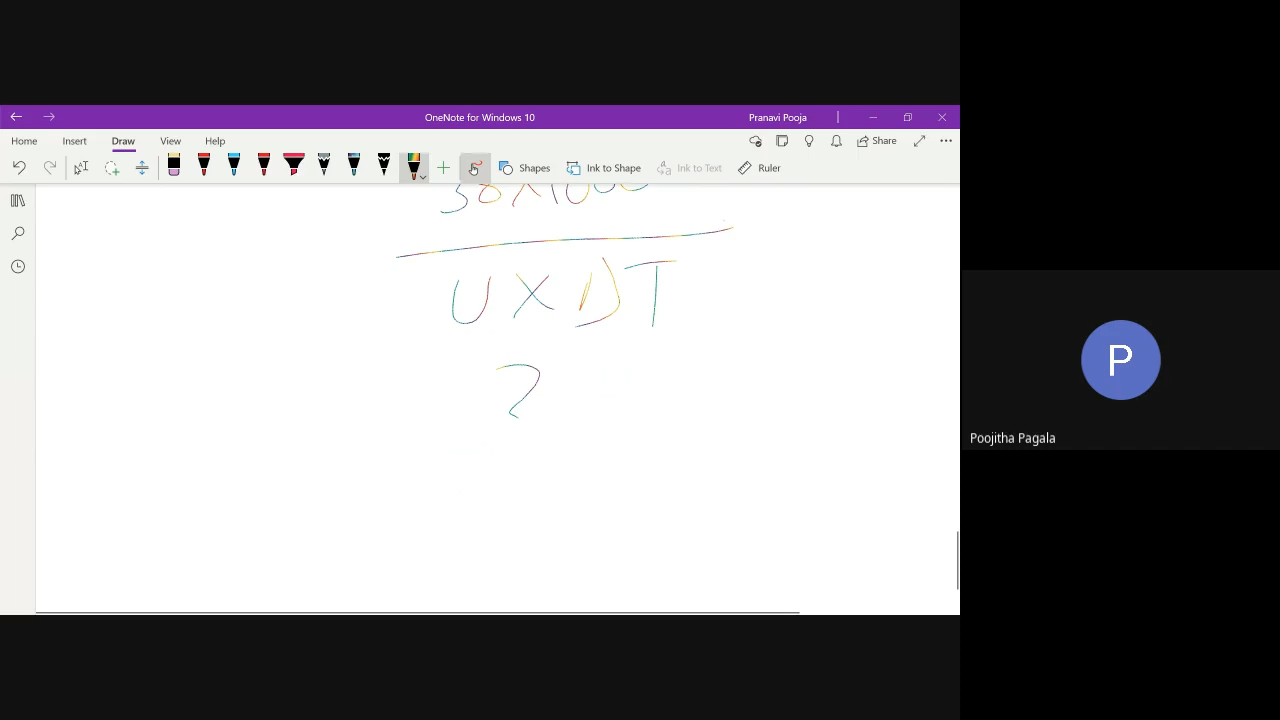 OneNote for Windows 10
Pranavi Pooja
Home Insert Draw View Help
Share
Shapes Ink to Shape Ink to Text Ruler
38X1000
U X DT
?
P
Poojitha Pagala